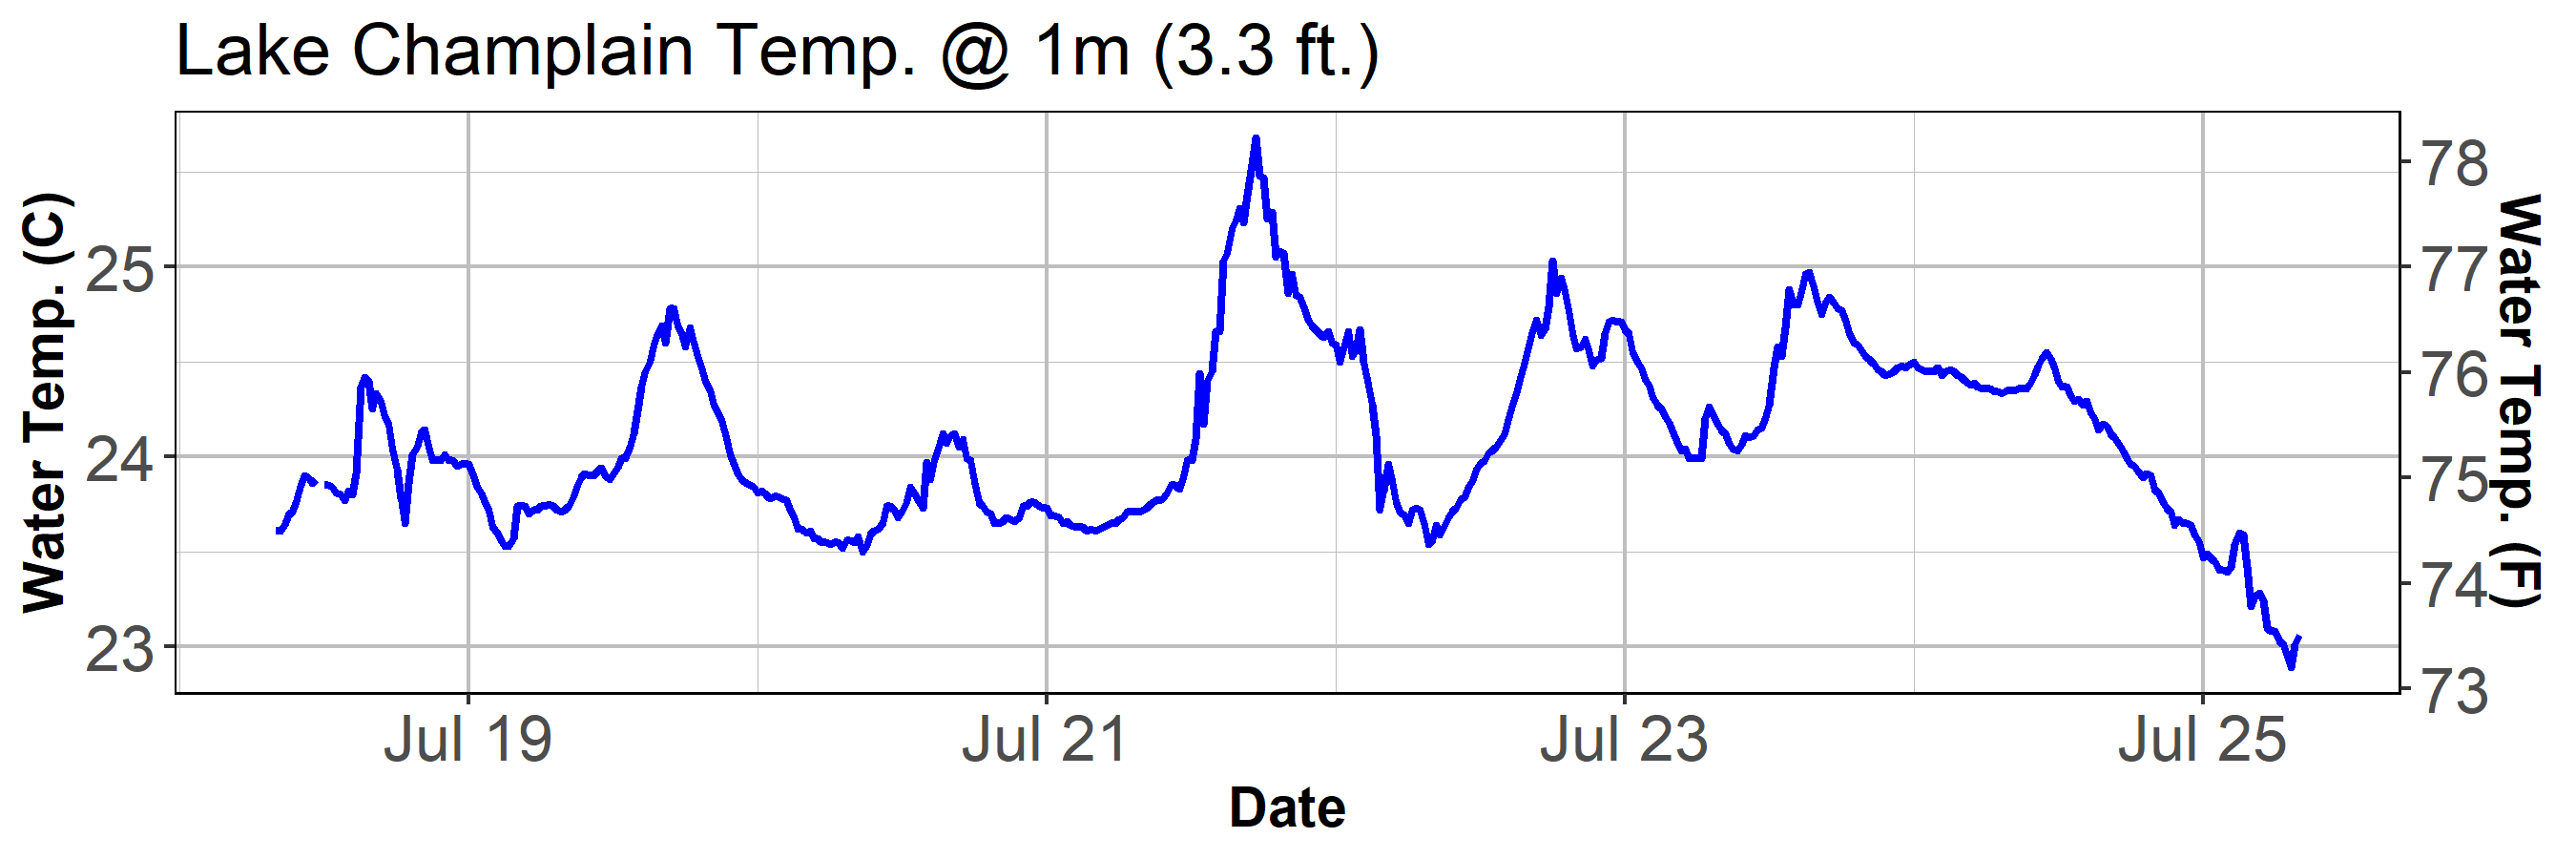 Lake Champlain Temp. @ 1m (3.3 ft.)
Water Temp. (C)
25
24
23
78
77
76
75
74
73
Water Temp. (F)
Jul 19
Jul 21
Jul 23
Jul 25
Date